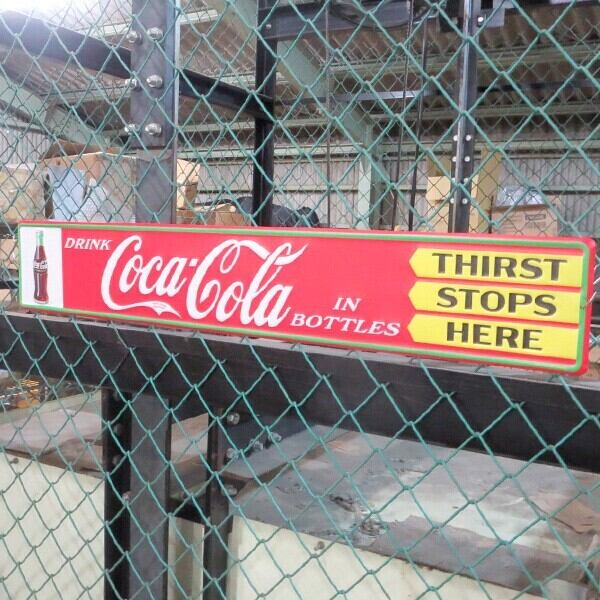 DRINK
Coca-Cola
IN
BOTTLES
THIRST
STOPS
HERE